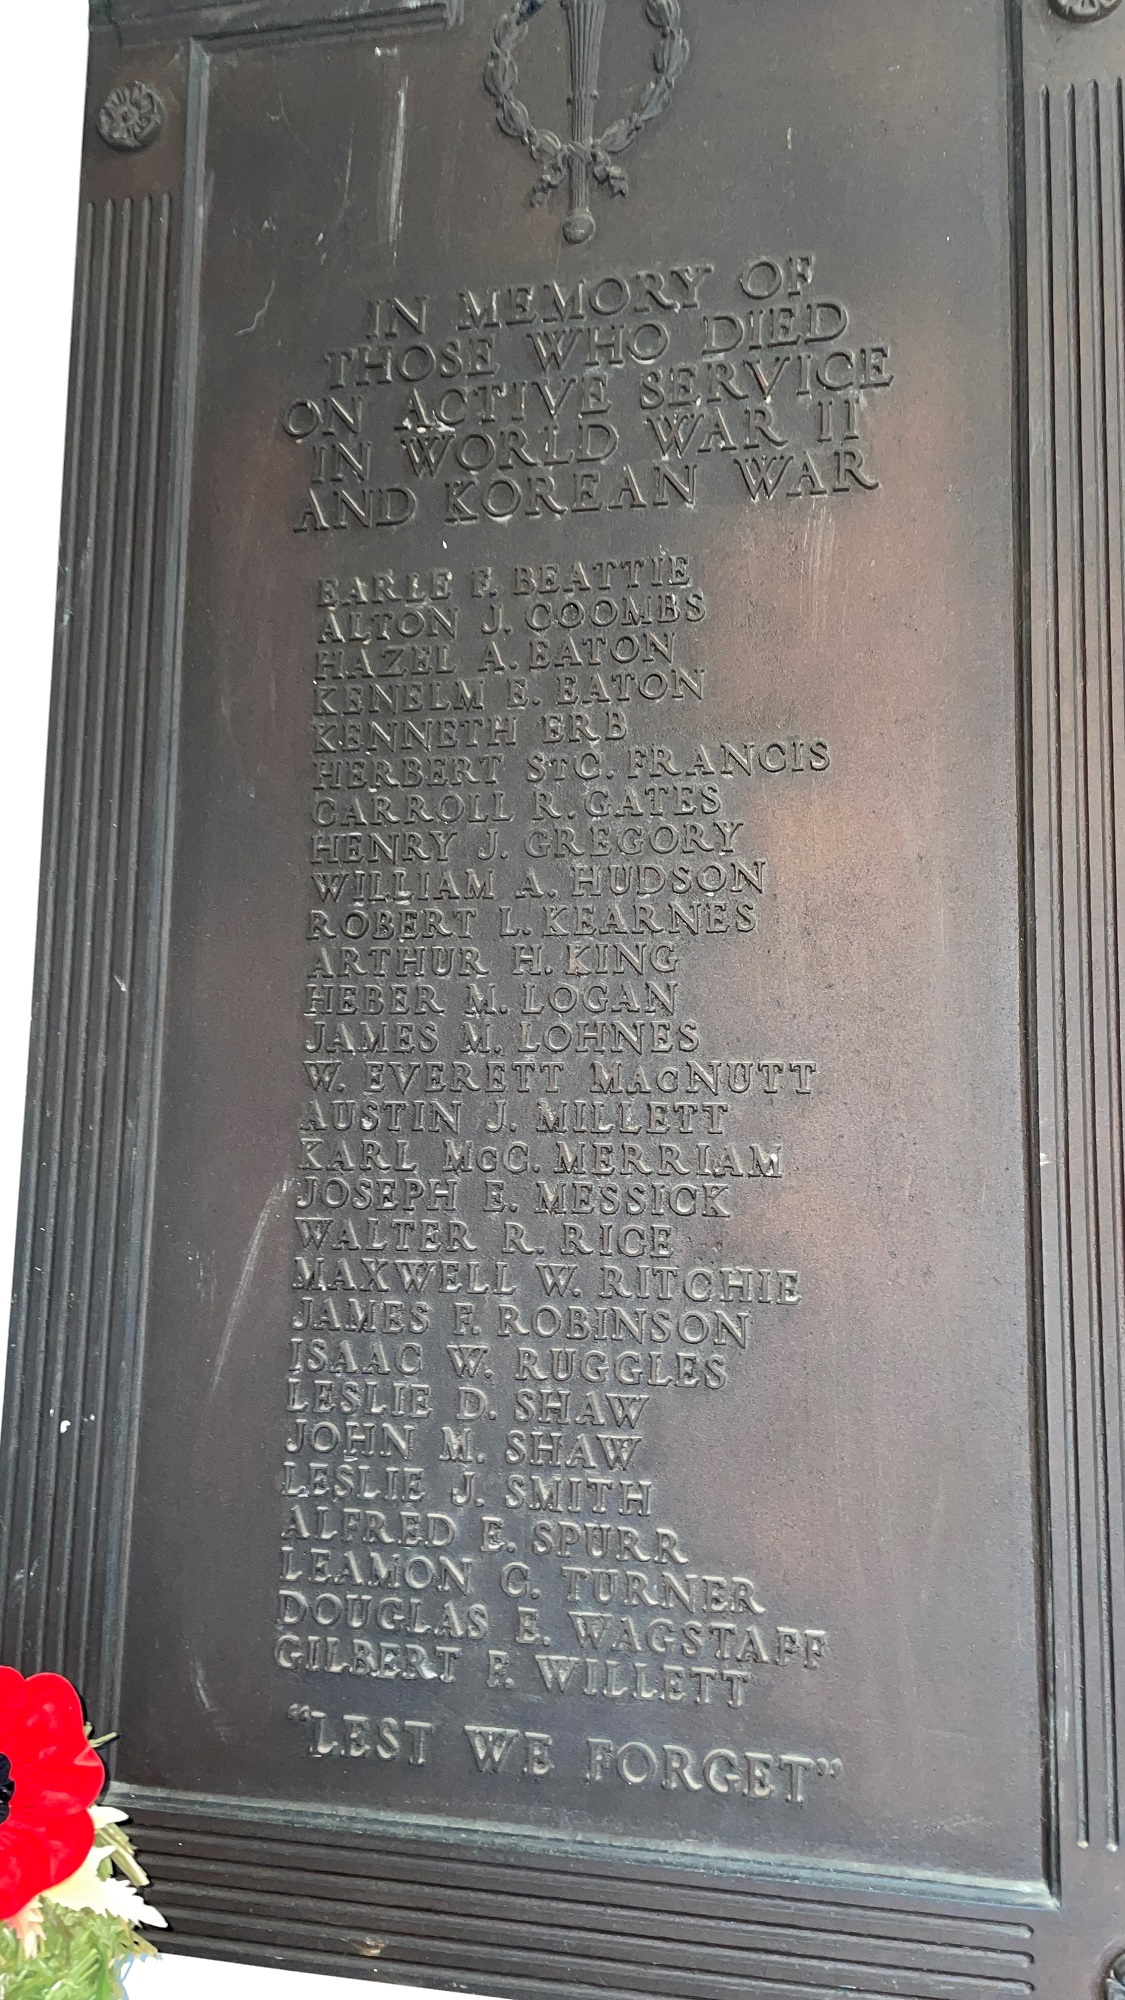 IN MEMORY OF
THOSE WHO DIED
ON ACTIVE SERVICE
IN WORLD WAR II
AND KOREAN WAR
EARLE F. BEATTIE
ALTON J. COOMBS
HAZEL A. EATON
KENELM E. EATON
KENNETH ERB
HERBERT STC. FRANCIS
CARROLL R. GATES
HENRY J. GREGORY
WILLIAM A. HUDSON
ROBERT L. KEARNES
ARTHUR H. KING
HEBER M. LOGAN
JAMES M. LOHNES
W. EVERETT MACNUTT
AUSTIN J. MILLETT
KARL MCC. MERRIAM
JOSEPH E. MESSICK
WALTER R. RICE
MAXWELL W. RITCHIE
JAMES F. ROBINSON
ISAAC W. RUGGLES
LESLIE D. SHAW
JOHN M. SHAW
LESLIE J. SMITH
ALFRED E. SPURR
LEAMON C. TURNER
DOUGLAS E. WAGSTAFF
GILBERT F. WILLETT
"LEST WE FORGET"